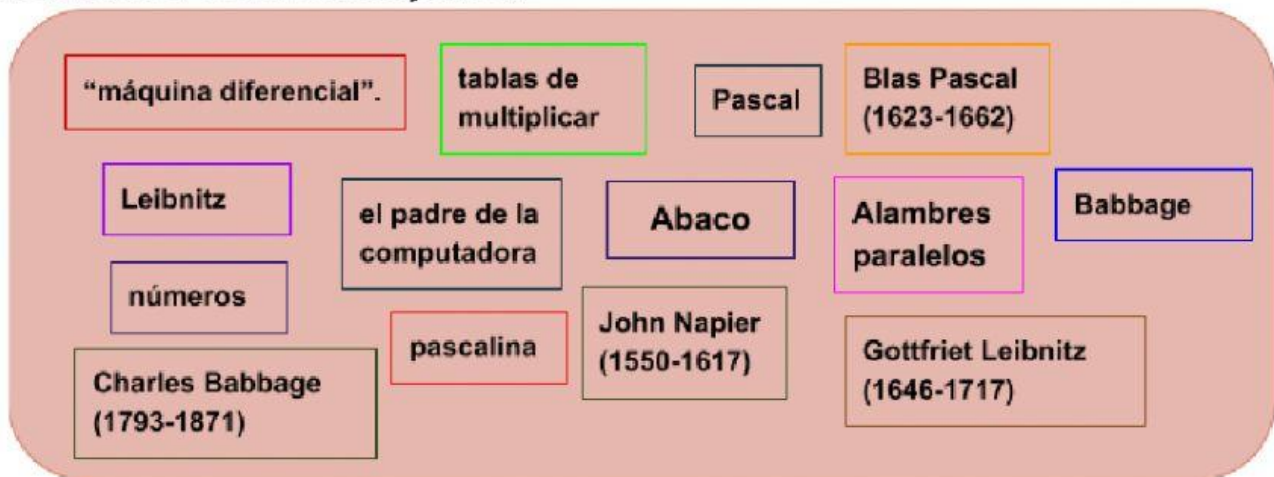 “máquina diferencial”.
tablas de
multiplicar
Pascal
Blas Pascal
(1623-1662)
Leibnitz
el padre de la
computadora
Abaco
Alambres
paralelos
Babbage
números
pascalina
John Napier
(1550-1617)
Gottfriet Leibnitz
(1646-1717)
Charles Babbage
(1793-1871)